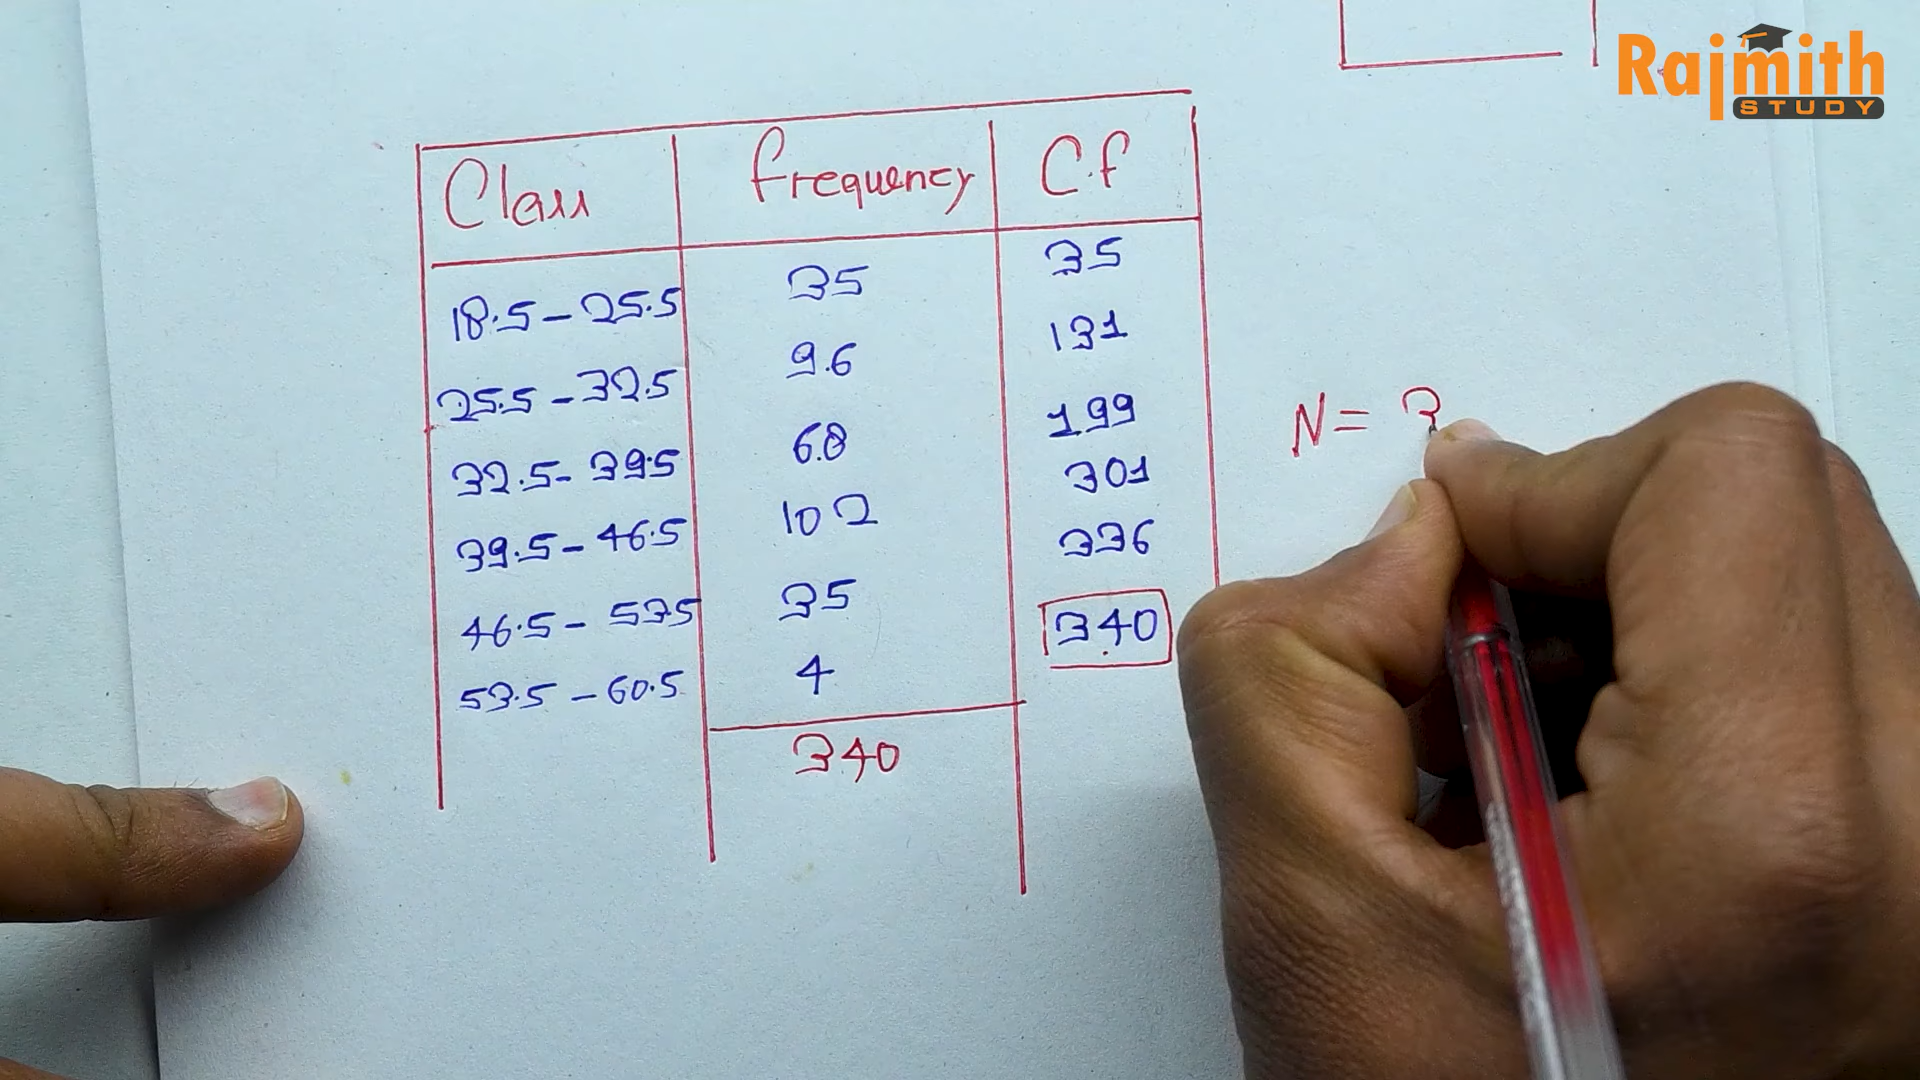 Rajmith
STUDY
Class frequency C.f
18.5 - 25.5 35 35
25.5 - 32.5 9.6 131
32.5 - 39.5 68 199
39.5 - 46.5 102 301
46.5 - 53.5 35 336
53.5 - 60.5 4 340
340
N = 3